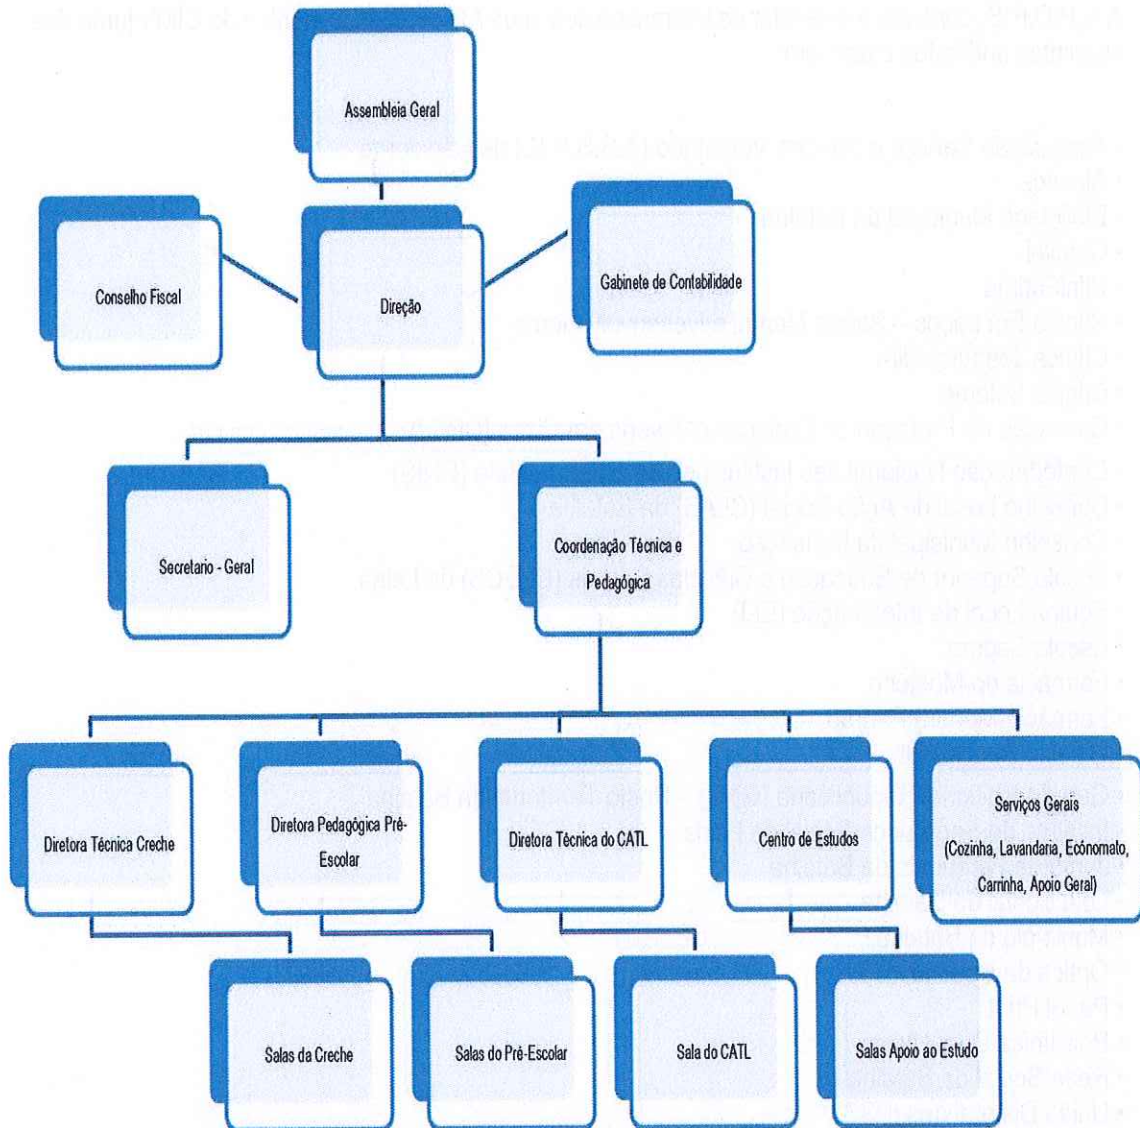 Assembleia Geral
Conselho Fiscal
Direção
Gabinete de Contabilidade
Secretario - Geral
Coordenação Técnica e
Pedagógica
Diretora Técnica Creche
Diretora Pedagógica Pré-
Escolar
Diretora Técnica do CATL
Centro de Estudos
Serviços Gerais
(Cozinha, Lavandaria, Ecónomato,
Carrinha, Apoio Geral)
Salas da Creche
Salas do Pré-Escolar
Sala do CATL
Salas Apoio ao Estudo